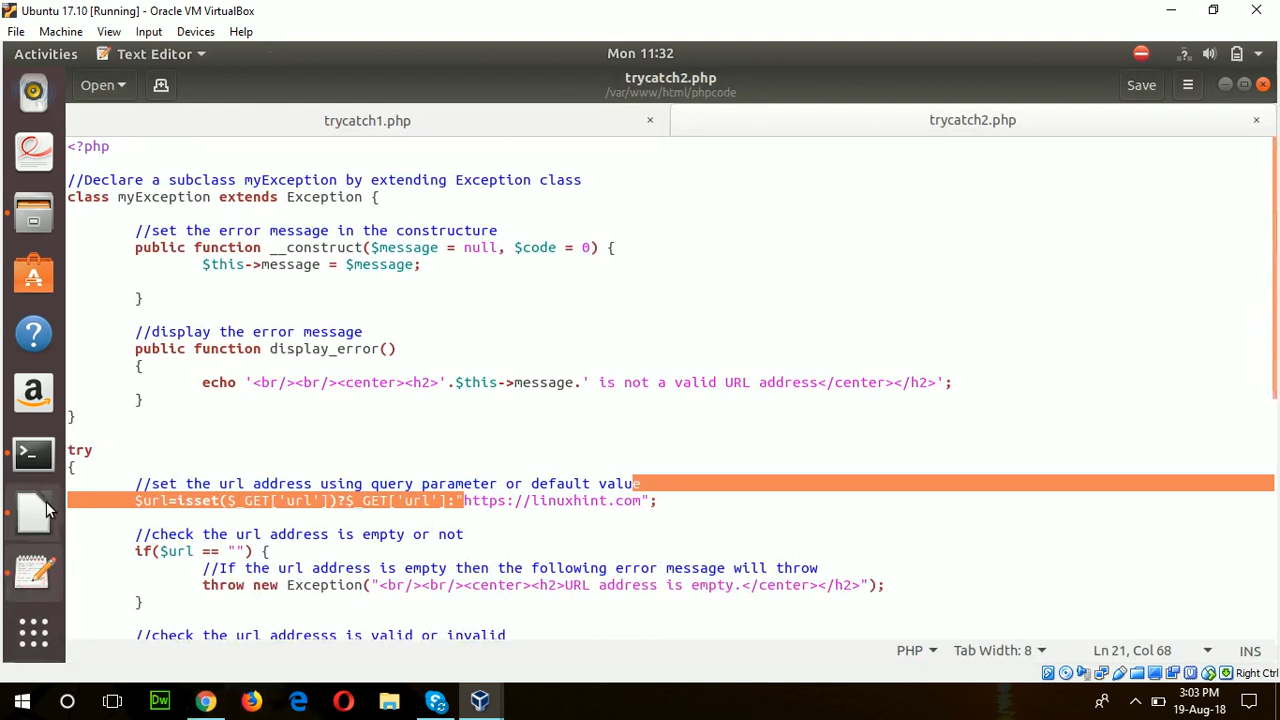 Ubuntu 17.10 [Running] - Oracle VM VirtualBox
File Machine View Input Devices Help
Activities Text Editor Mon 11:32
Open trycatch2.php Save
/var/www/html/phpcode
trycatch1.php × trycatch2.php ×
<?php
//Declare a subclass myException by extending Exception class
class myException extends Exception {
//set the error message in the constructure
public function __construct($message = null, $code = 0) {
$this->message = $message;
}
//display the error message
public function display_error()
{
echo '<br/><br/><center><h2>'.$this->message.' is not a valid URL address</center></h2>';
}
}
try
{
//set the url address using query parameter or default value
$url=isset($_GET['url'])?$_GET['url']:"https://linuxhint.com";
//check the url address is empty or not
if($url == "") {
//If the url address is empty then the following error message will throw
throw new Exception("<br/><br/><center><h2>URL address is empty.</center></h2>");
}
//check the url addresss is valid or invalid
PHP Tab Width: 8 Ln 21, Col 68 INS
Right Ctrl
Dw
3:03 PM
19-Aug-18